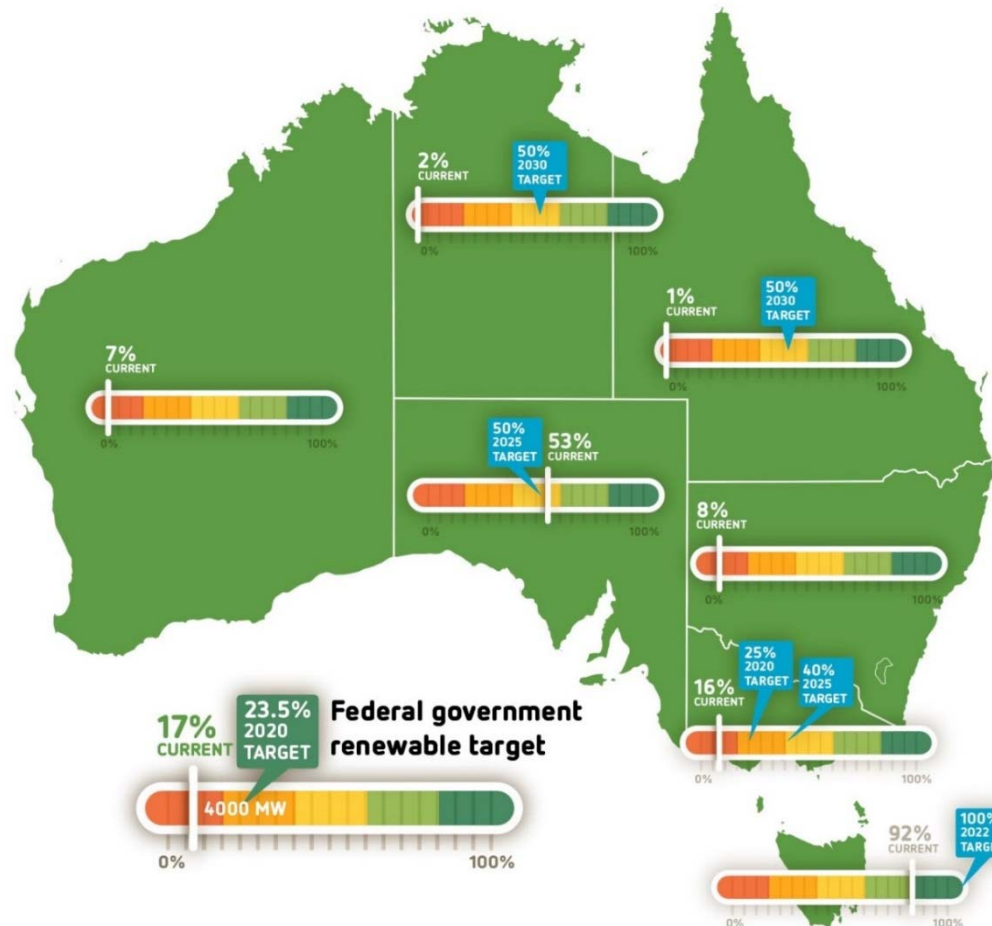 2%
CURRENT
50%
2030
TARGET
0%
100%
1%
CURRENT
50%
2030
TARGET
0%
100%
7%
CURRENT
0%
100%
50%
2025
TARGET
53%
CURRENT
0%
100%
8%
CURRENT
0%
100%
16%
CURRENT
25%
2020
TARGET
40%
2025
TARGET
0%
100%
17%
CURRENT
23.5%
2020
TARGET
Federal government
renewable target
4000 MW
0%
100%
92%
CURRENT
100%
2022
TARGET
0%
100%